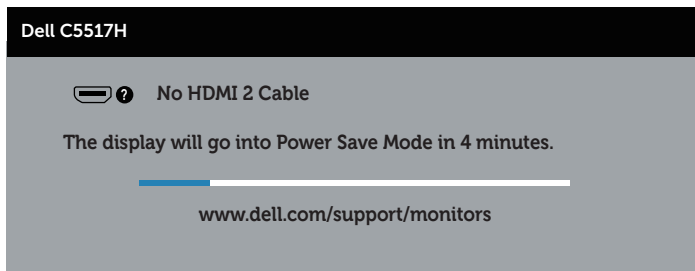 Dell C5517H
? No HDMI 2 Cable
The display will go into Power Save Mode in 4 minutes.
www.dell.com/support/monitors